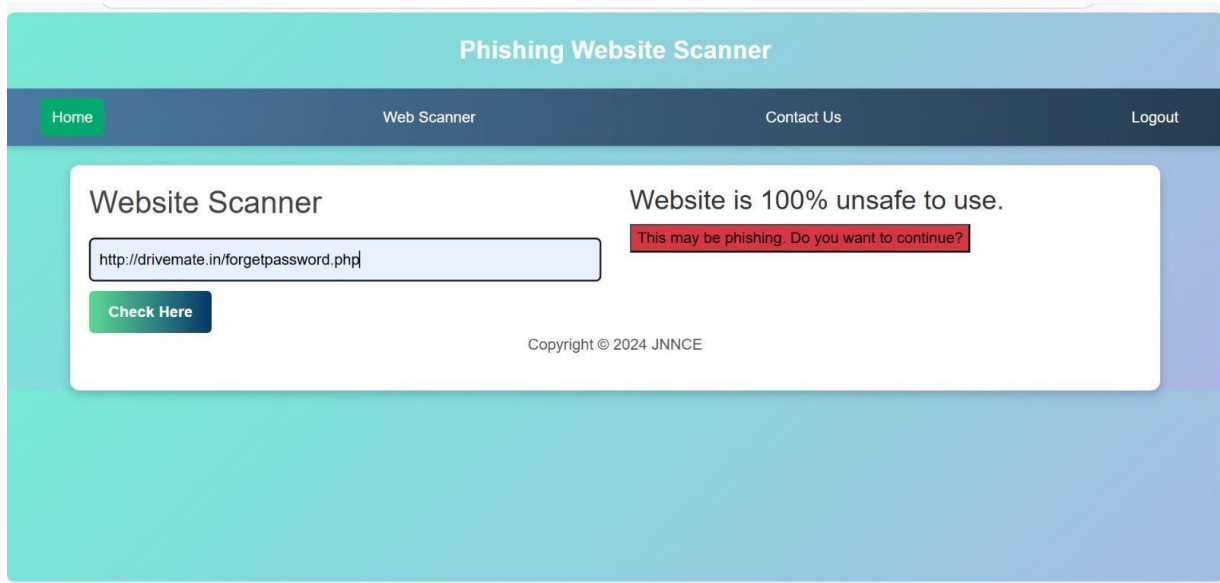 Phishing Website Scanner
Home Web Scanner Contact Us Logout
Website Scanner
http://drivemate.in/forgetpassword.php
Check Here
Website is 100% unsafe to use.
This may be phishing. Do you want to continue?
Copyright © 2024 JNNCE